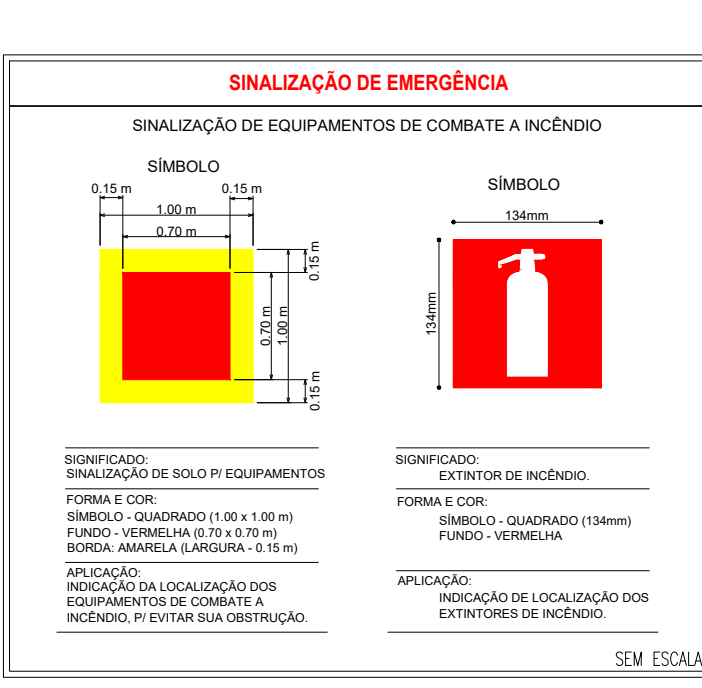 SINALIZAÇÃO DE EMERGÊNCIA
SINALIZAÇÃO DE EQUIPAMENTOS DE COMBATE A INCÊNDIO
SÍMBOLO
0.15 m
0.15 m
1.00 m
0.70 m
0.15 m
0.70 m
1.00 m
0.15 m
SIGNIFICADO:
SINALIZAÇÃO DE SOLO P/ EQUIPAMENTOS
FORMA E COR:
SÍMBOLO - QUADRADO (1.00 x 1.00 m)
FUNDO - VERMELHA (0.70 x 0.70 m)
BORDA: AMARELA (LARGURA - 0.15 m)
APLICAÇÃO:
INDICAÇÃO DA LOCALIZAÇÃO DOS
EQUIPAMENTOS DE COMBATE A
INCÊNDIO, P/ EVITAR SUA OBSTRUÇÃO.
SÍMBOLO
134mm
134mm
SIGNIFICADO:
EXTINTOR DE INCÊNDIO.
FORMA E COR:
SÍMBOLO - QUADRADO (134mm)
FUNDO - VERMELHA
APLICAÇÃO:
INDICAÇÃO DE LOCALIZAÇÃO DOS
EXTINTORES DE INCÊNDIO.
SEM ESCALA